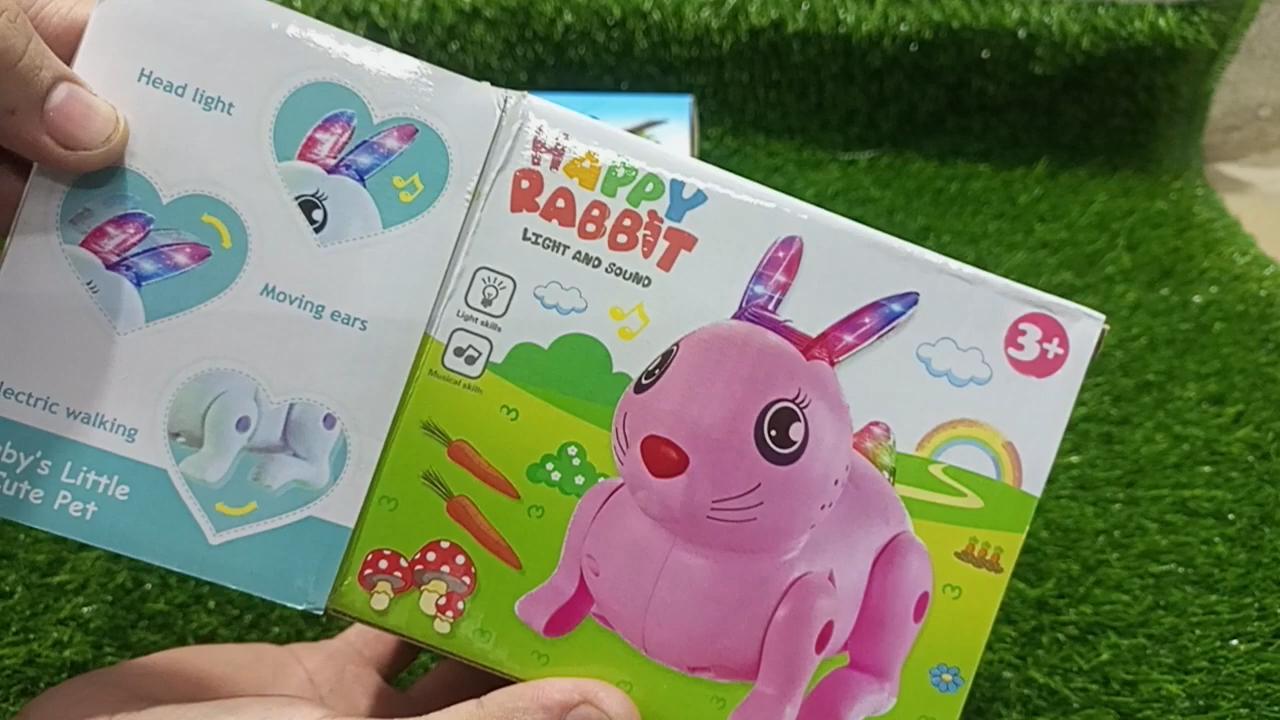 Head light
Moving ears
lectric walking
by's Little
Cute Pet
HAPPY
RABBIT
LIGHT AND SOUND
Light skills
Musical skills
3+